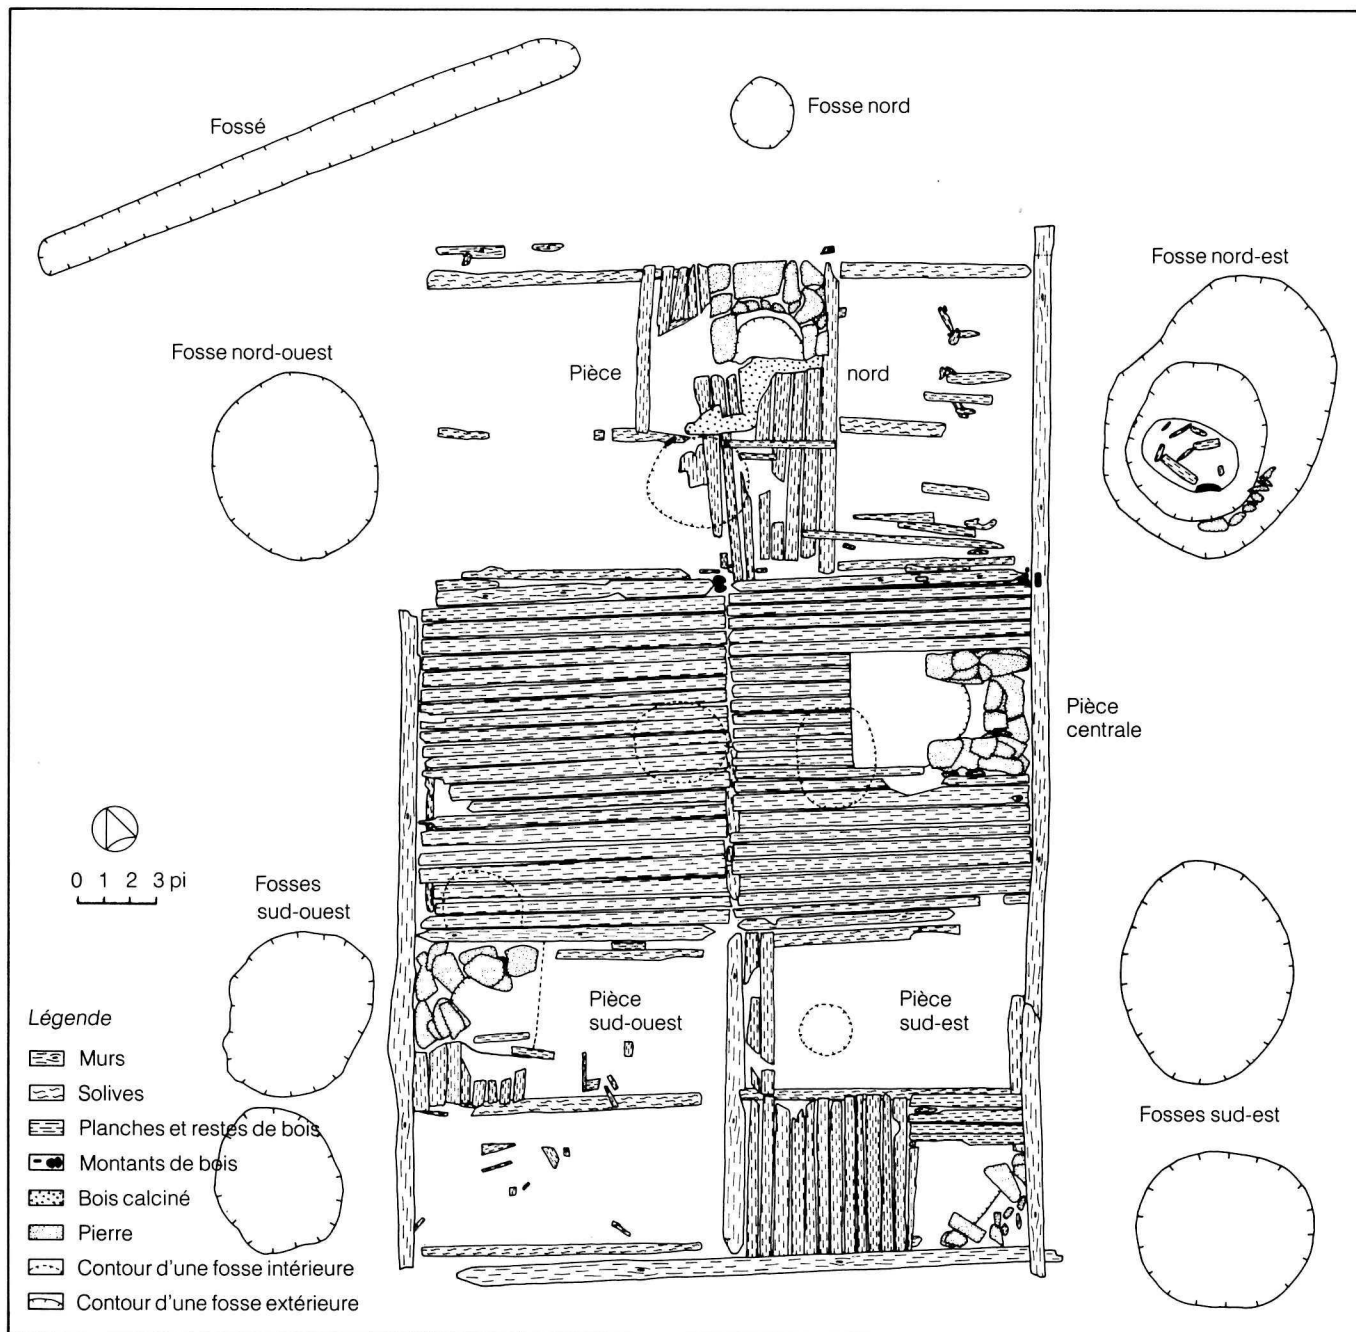 Fossé
Fosse nord
Fosse nord-est
Fosse nord-ouest
Pièce
nord
Pièce
centrale
0 1 2 3 pi
Fosses
sud-ouest
Pièce
sud-ouest
Pièce
sud-est
Fosses sud-est
Légende
Murs
Solives
Planches et restes de bois
Montants de bois
Bois calciné
Pierre
Contour d'une fosse intérieure
Contour d'une fosse extérieure